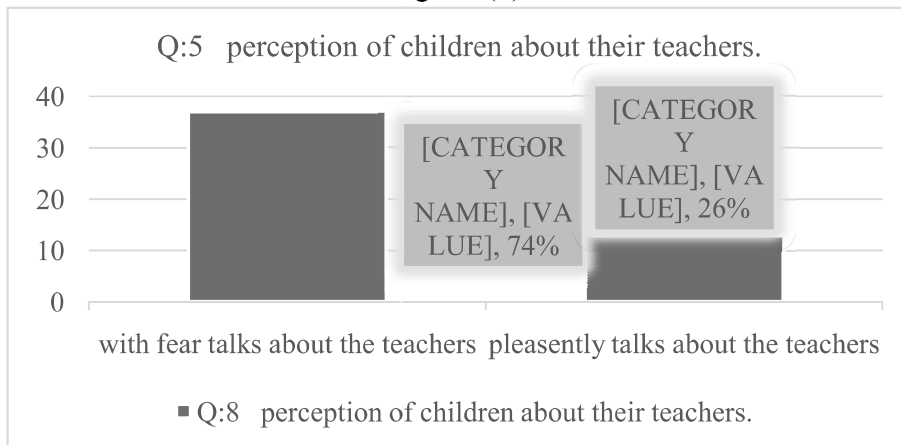 Q:5 perception of children about their teachers.
40
30
20
10
0
[CATEGOR
Y
NAME], [VA
LUE], 74%
[CATEGOR
Y
NAME], [VA
LUE], 26%
with fear talks about the teachers
pleasently talks about the teachers
Q:8 perception of children about their teachers.